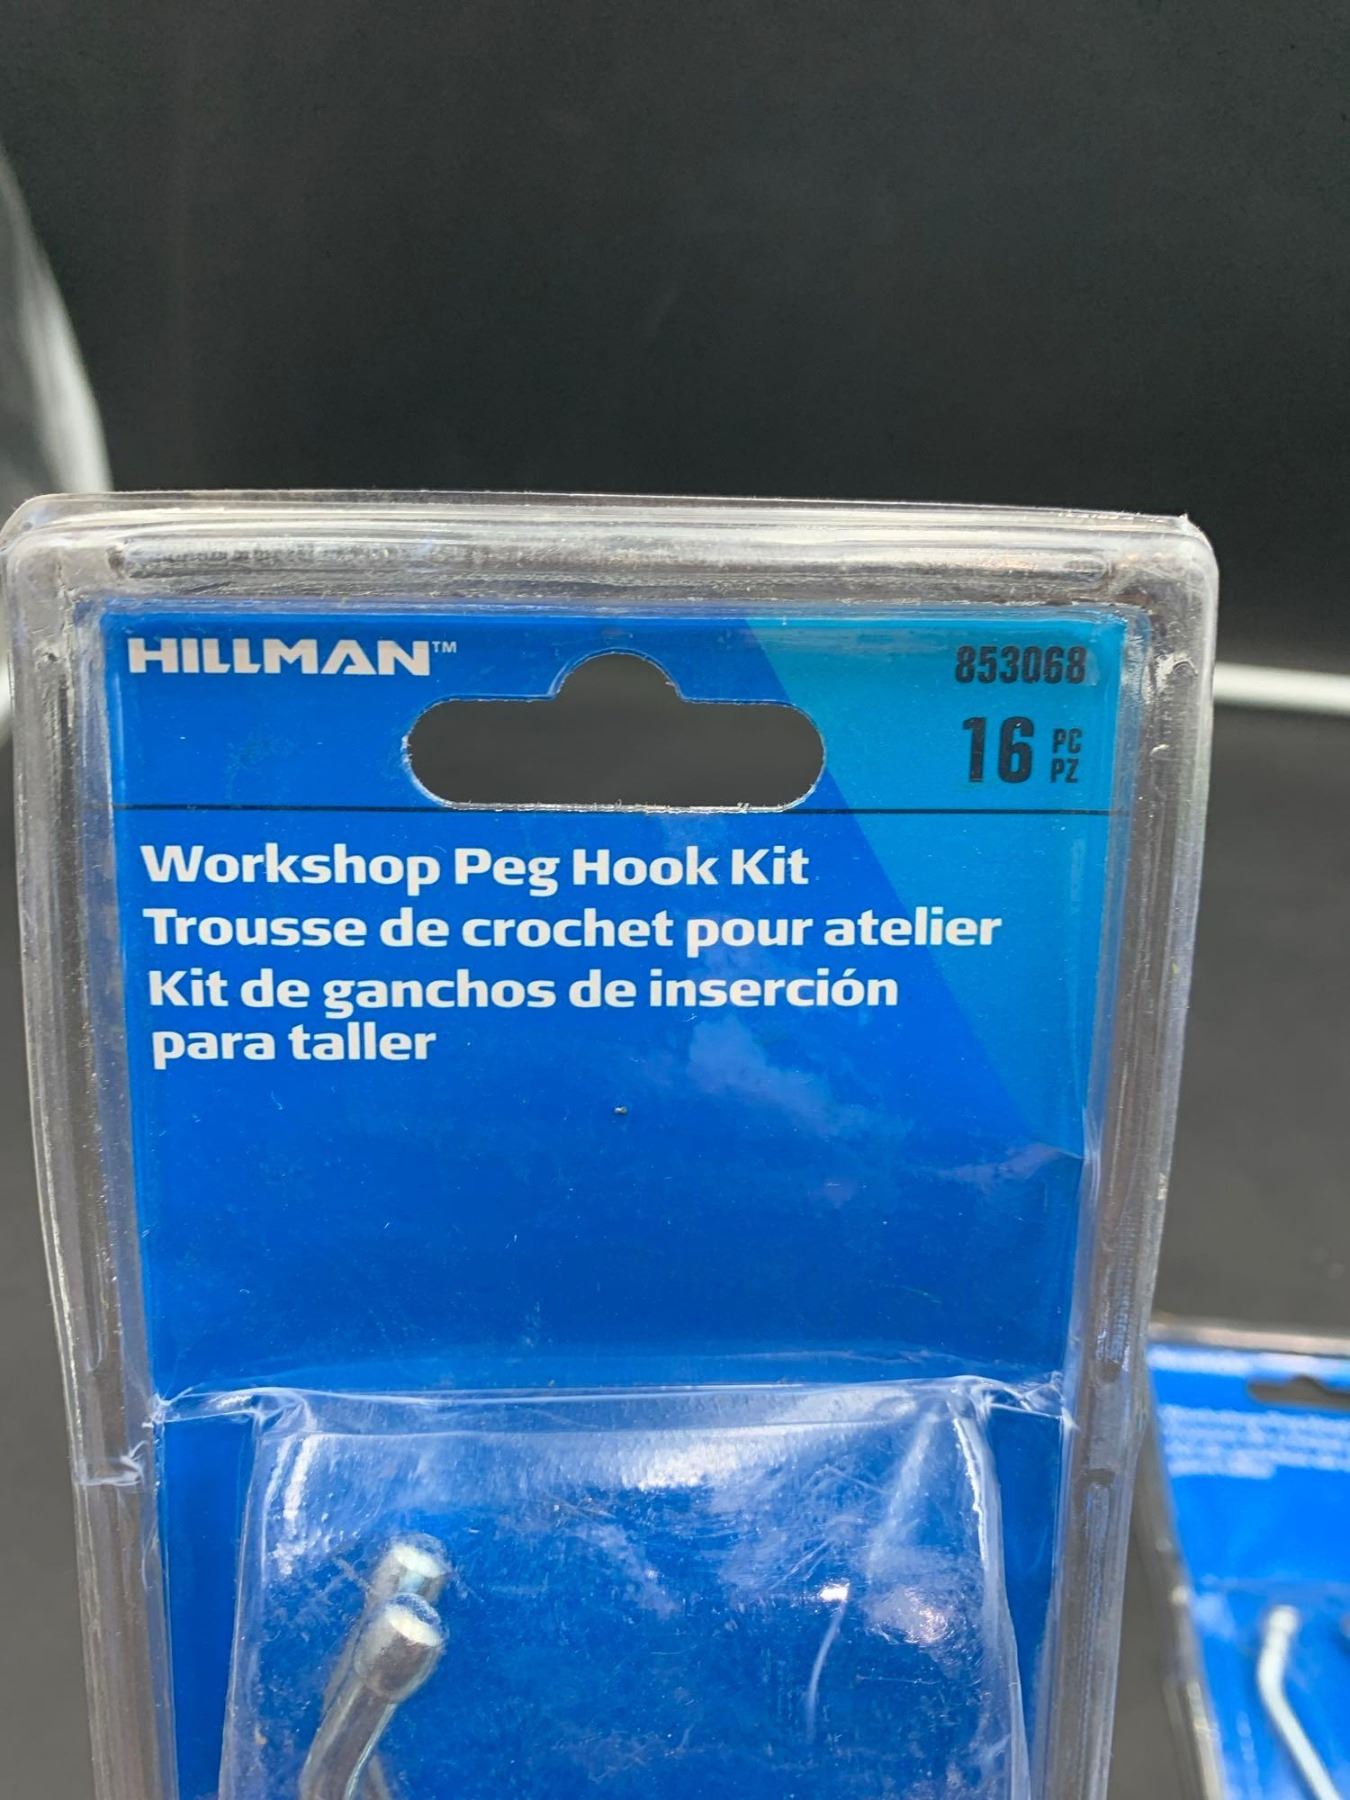 HILLMAN™
853068
16 PC
PZ
Workshop Peg Hook Kit
Trousse de crochet pour atelier
Kit de ganchos de inserción
para taller